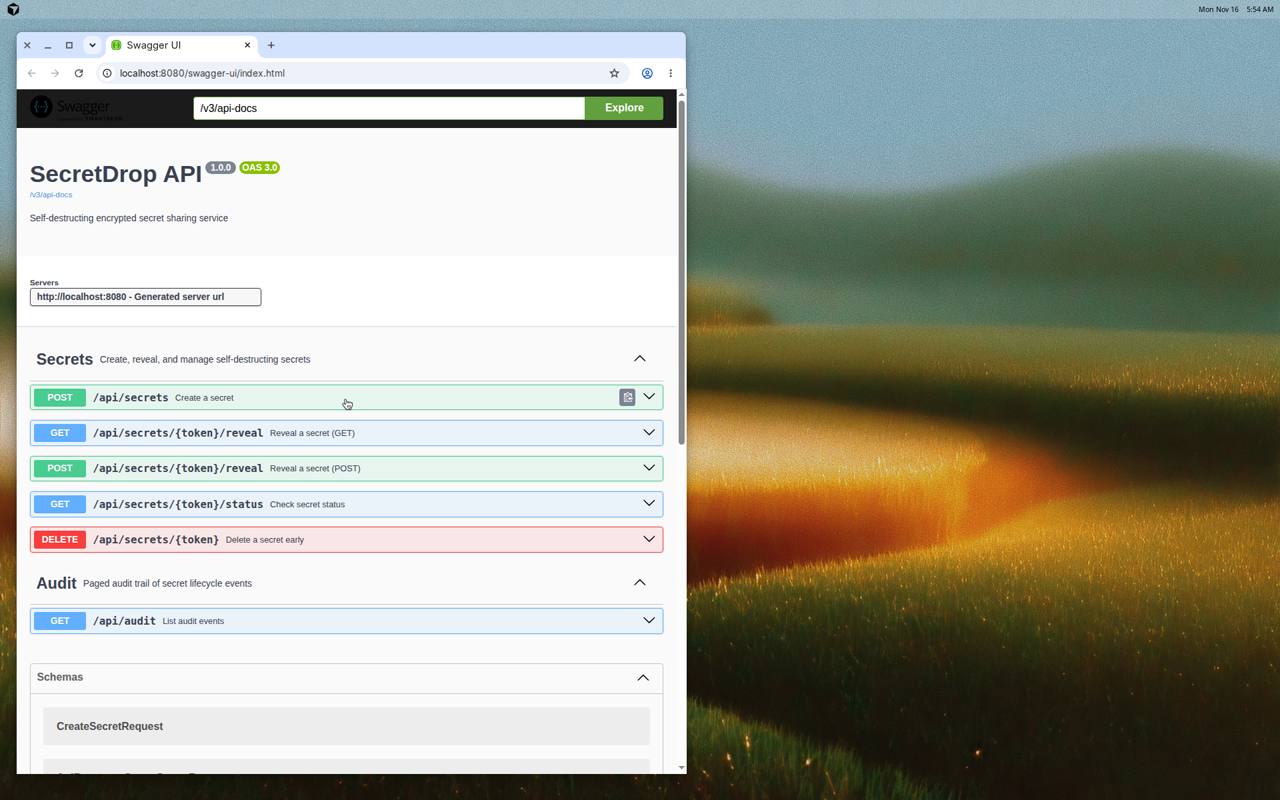 Mon Nov 16 5:54 AM
Swagger UI
localhost:8080/swagger-ui/index.html
Swagger
/v3/api-docs
Explore
SecretDrop API 1.0.0 OAS 3.0
/v3/api-docs
Self-destructing encrypted secret sharing service
Servers
http://localhost:8080 - Generated server url
Secrets Create, reveal, and manage self-destructing secrets
POST /api/secrets Create a secret
GET /api/secrets/{token}/reveal Reveal a secret (GET)
POST /api/secrets/{token}/reveal Reveal a secret (POST)
GET /api/secrets/{token}/status Check secret status
DELETE /api/secrets/{token} Delete a secret early
Audit Paged audit trail of secret lifecycle events
GET /api/audit List audit events
Schemas
CreateSecretRequest